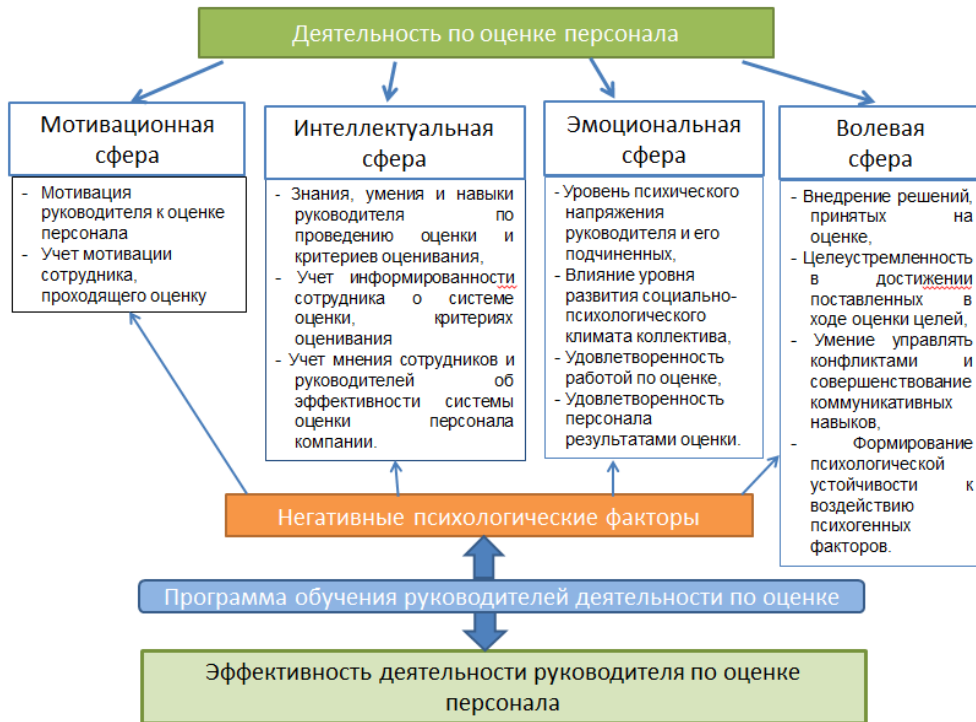 Деятельность по оценке персонала
Мотивационная
сфера
- Мотивация
руководителя к оценке
персонала
- Учет мотивации
сотрудника,
проходящего оценку
Интеллектуальная
сфера
- Знания, умения и навыки
руководителя по
проведению оценки и
критериев оценивания,
- Учет информированности
сотрудника о системе
оценки, критериях
оценивания
- Учет мнения сотрудников и
руководителей об
эффективности системы
оценки персонала
компании.
Эмоциональная
сфера
- Уровень психического
напряжения
руководителя и его
подчиненных,
- Влияние уровня
развития социально-
психологического
климата коллектива,
- Удовлетворенность
работой по оценке,
- Удовлетворенность
персонала
результатами оценки.
Волевая
сфера
- Внедрение решений,
принятых на
оценке,
- Целеустремленность
в достижении
поставленных в
ходе оценки целей,
- Умение управлять
конфликтами и
совершенствование
коммуникативных
навыков,
- Формирование
психологической
устойчивости к
воздействию
психогенных
факторов.
Негативные психологические факторы
Программа обучения руководителей деятельности по оценке
Эффективность деятельности руководителя по оценке
персонала